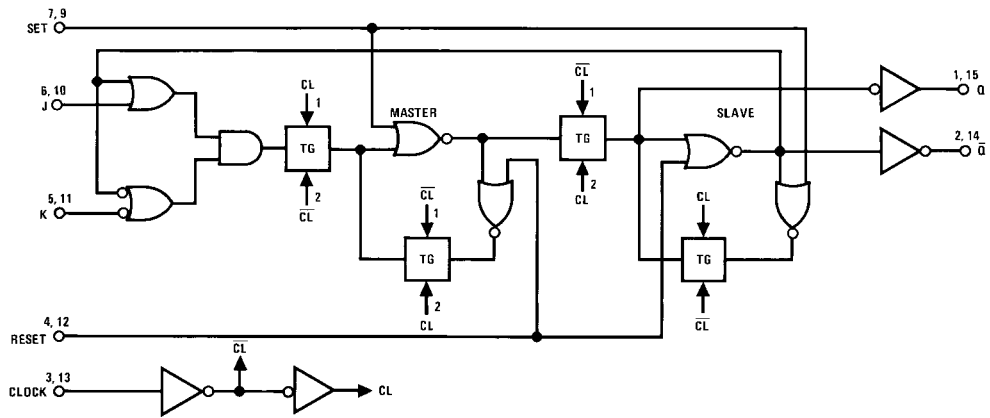 7, 9
SET
6, 10
J
5, 11
K
4, 12
RESET
3, 13
CLOCK
CL
1
TG
2
CL
MASTER
CL
1
TG
2
CL
CL
1
TG
2
CL
SLAVE
CL
TG
CL
1, 15
Q
2, 14
Q
CL
CL